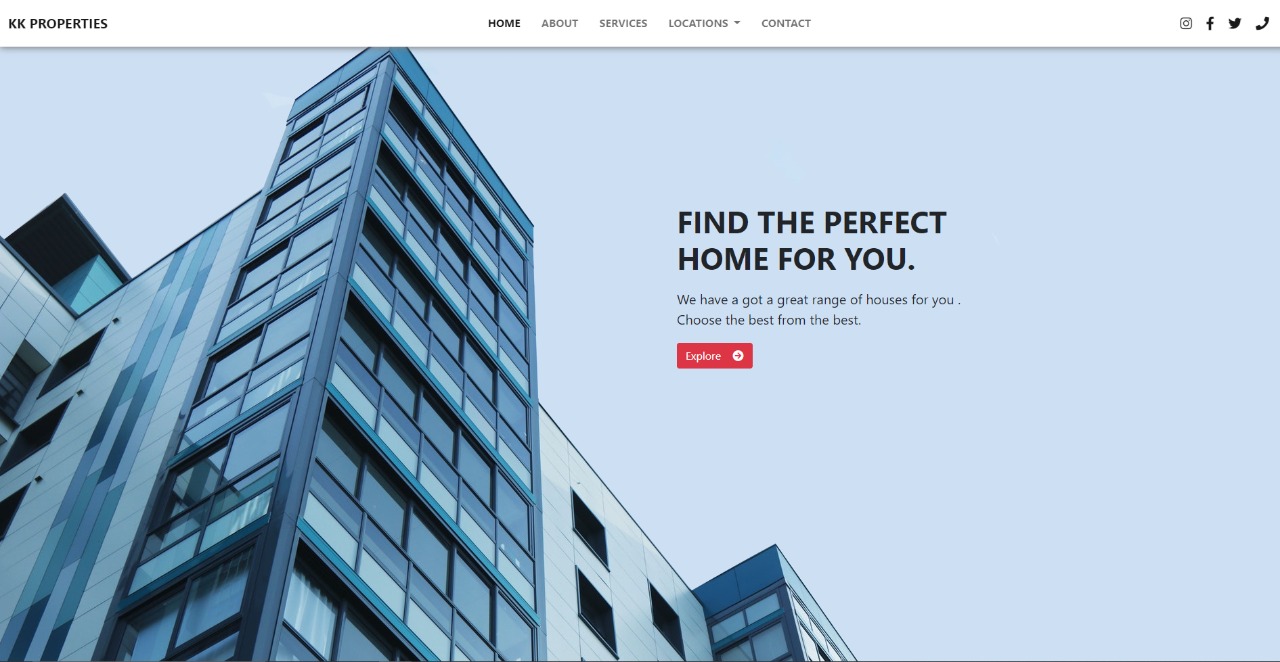 KK PROPERTIES
HOME ABOUT SERVICES LOCATIONS CONTACT
FIND THE PERFECT
HOME FOR YOU.
We have a got a great range of houses for you .
Choose the best from the best.
Explore